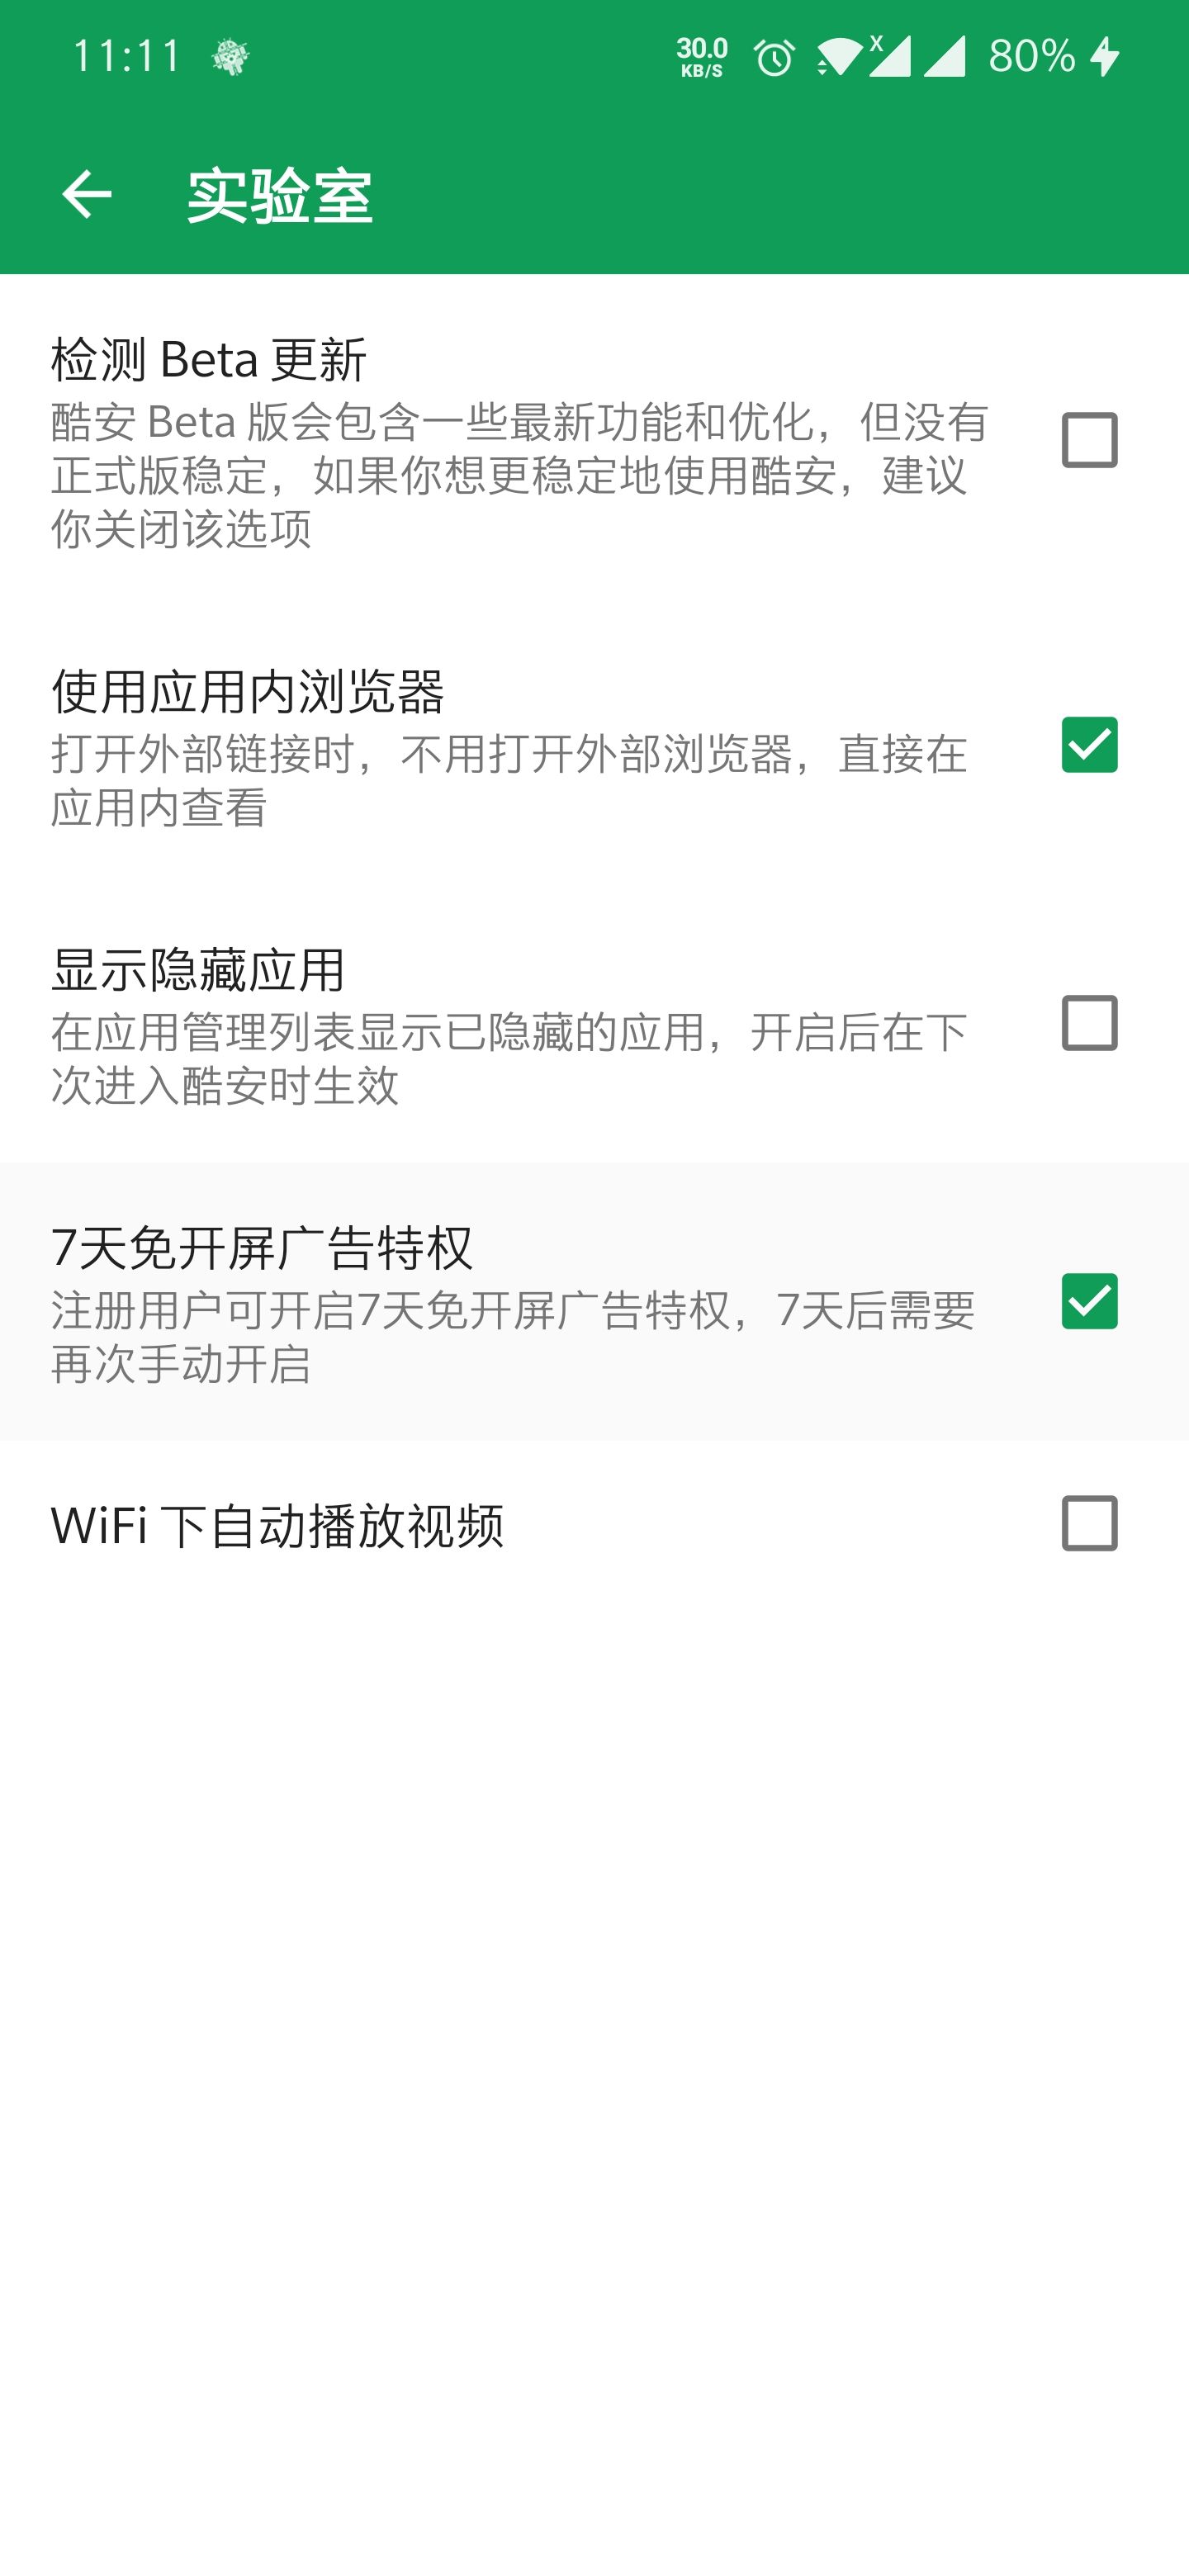 11:11
30.0
KB/S
X
80%
实验室
检测 Beta 更新
酷安 Beta 版会包含一些最新功能和优化，但没有
正式版稳定，如果你想更稳定地使用酷安，建议
你关闭该选项
使用应用内浏览器
打开外部链接时，不用打开外部浏览器，直接在
应用内查看
显示隐藏应用
在应用管理列表显示已隐藏的应用，开启后在下
次进入酷安时生效
7天免开屏广告特权
注册用户可开启7天免开屏广告特权，7天后需要
再次手动开启
WiFi 下自动播放视频